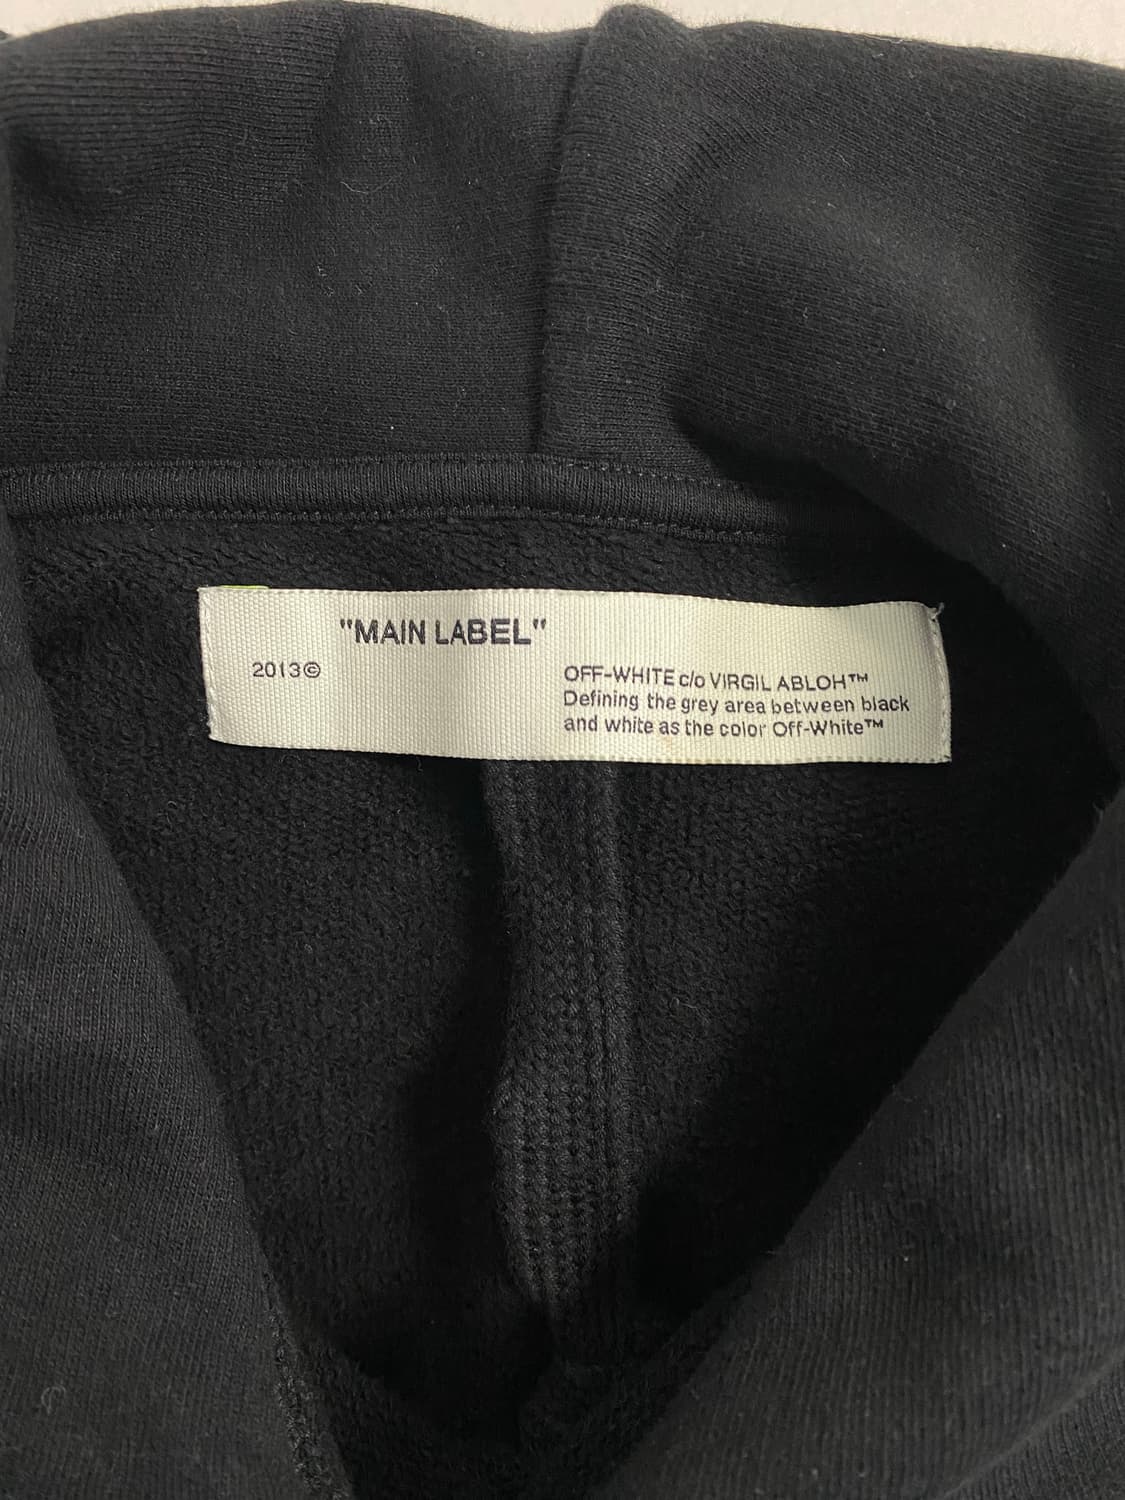 "MAIN LABEL"
2013©
OFF-WHITE c/o VIRGIL ABLOH™
Defining the grey area between black
and white as the color Off-White™